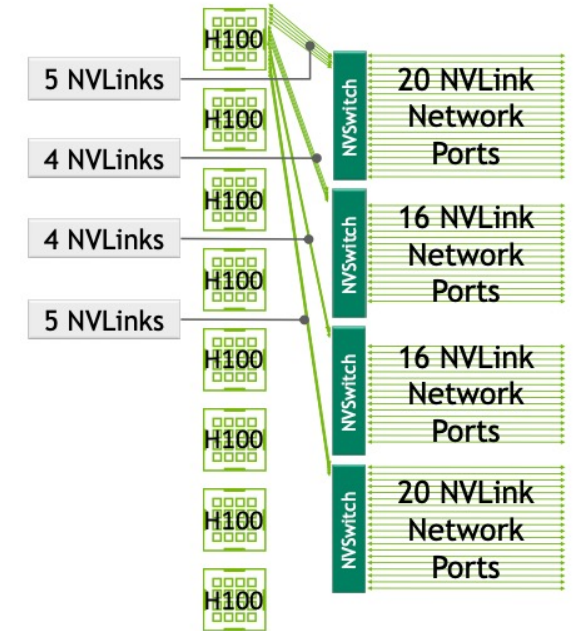 5 NVLinks
4 NVLinks
4 NVLinks
5 NVLinks
H100
H100
H100
H100
H100
H100
H100
H100
NVSwitch
20 NVLink
Network
Ports
NVSwitch
16 NVLink
Network
Ports
NVSwitch
16 NVLink
Network
Ports
NVSwitch
20 NVLink
Network
Ports